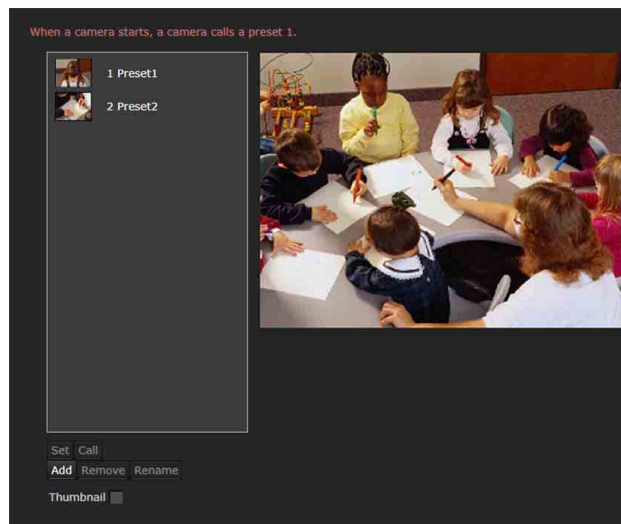 When a camera starts, a camera calls a preset 1.
1 Preset1
2 Preset2
Set Call
Add Remove Rename
Thumbnail